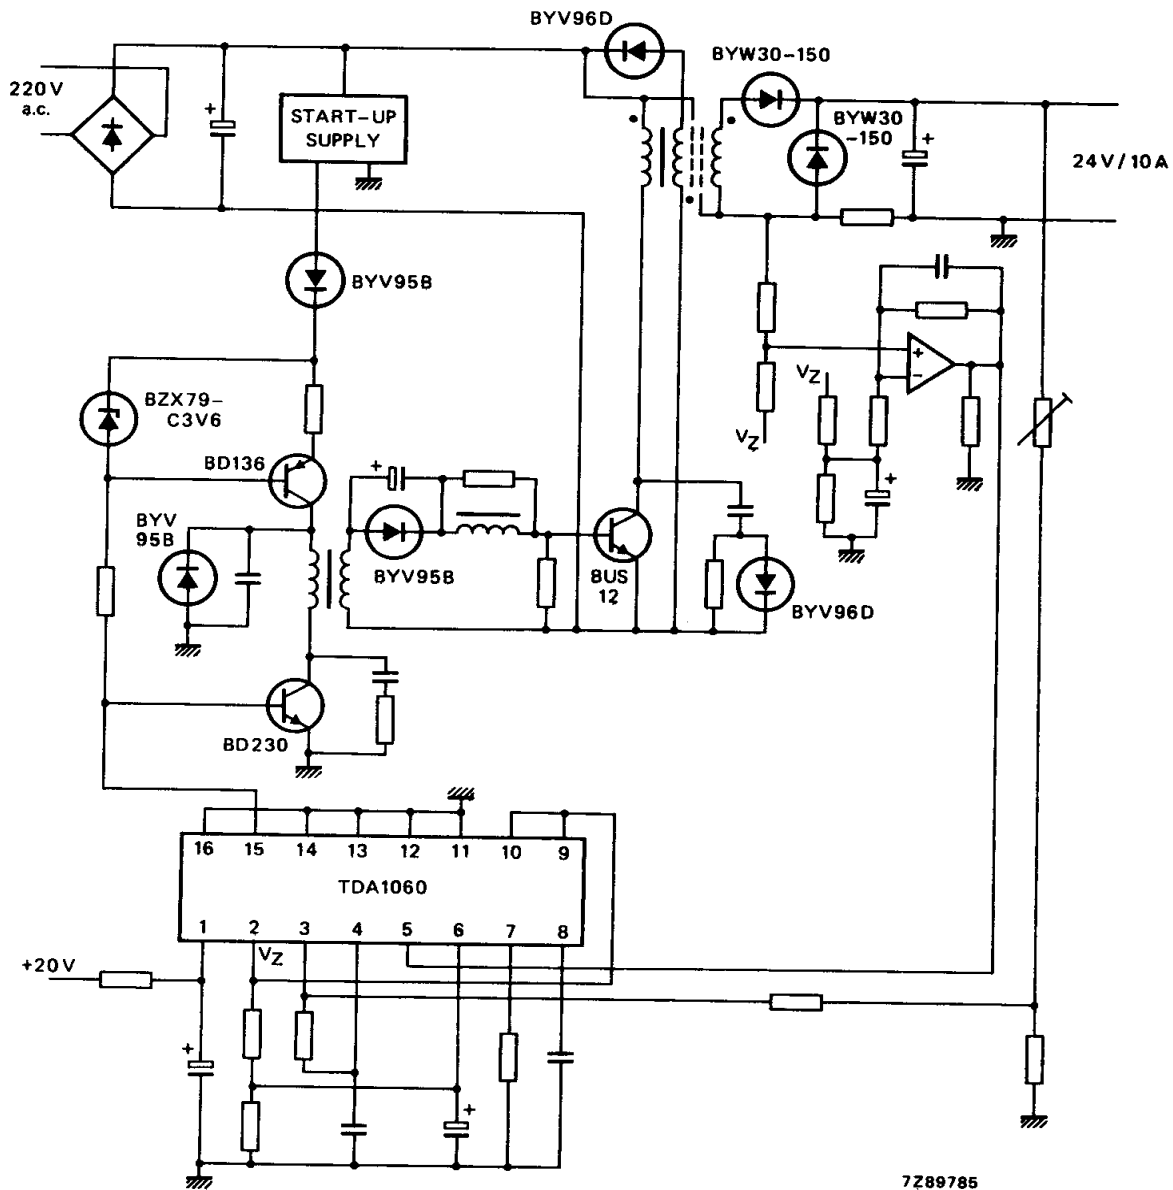 BYV96D
BYW30-150
220V
a.c.
+
START-UP
SUPPLY
BYW30
-150
+
24V/10A
BYV95B
BZX79-
C3V6
+
-
VZ
VZ
BD136
+
+
BYV
95B
BYV95B
BUS
12
BYV96D
BD230
16 15 14 13 12 11 10 9
TDA1060
1 2 3 4 5 6 7 8
VZ
+20V
+
+
7Z89785